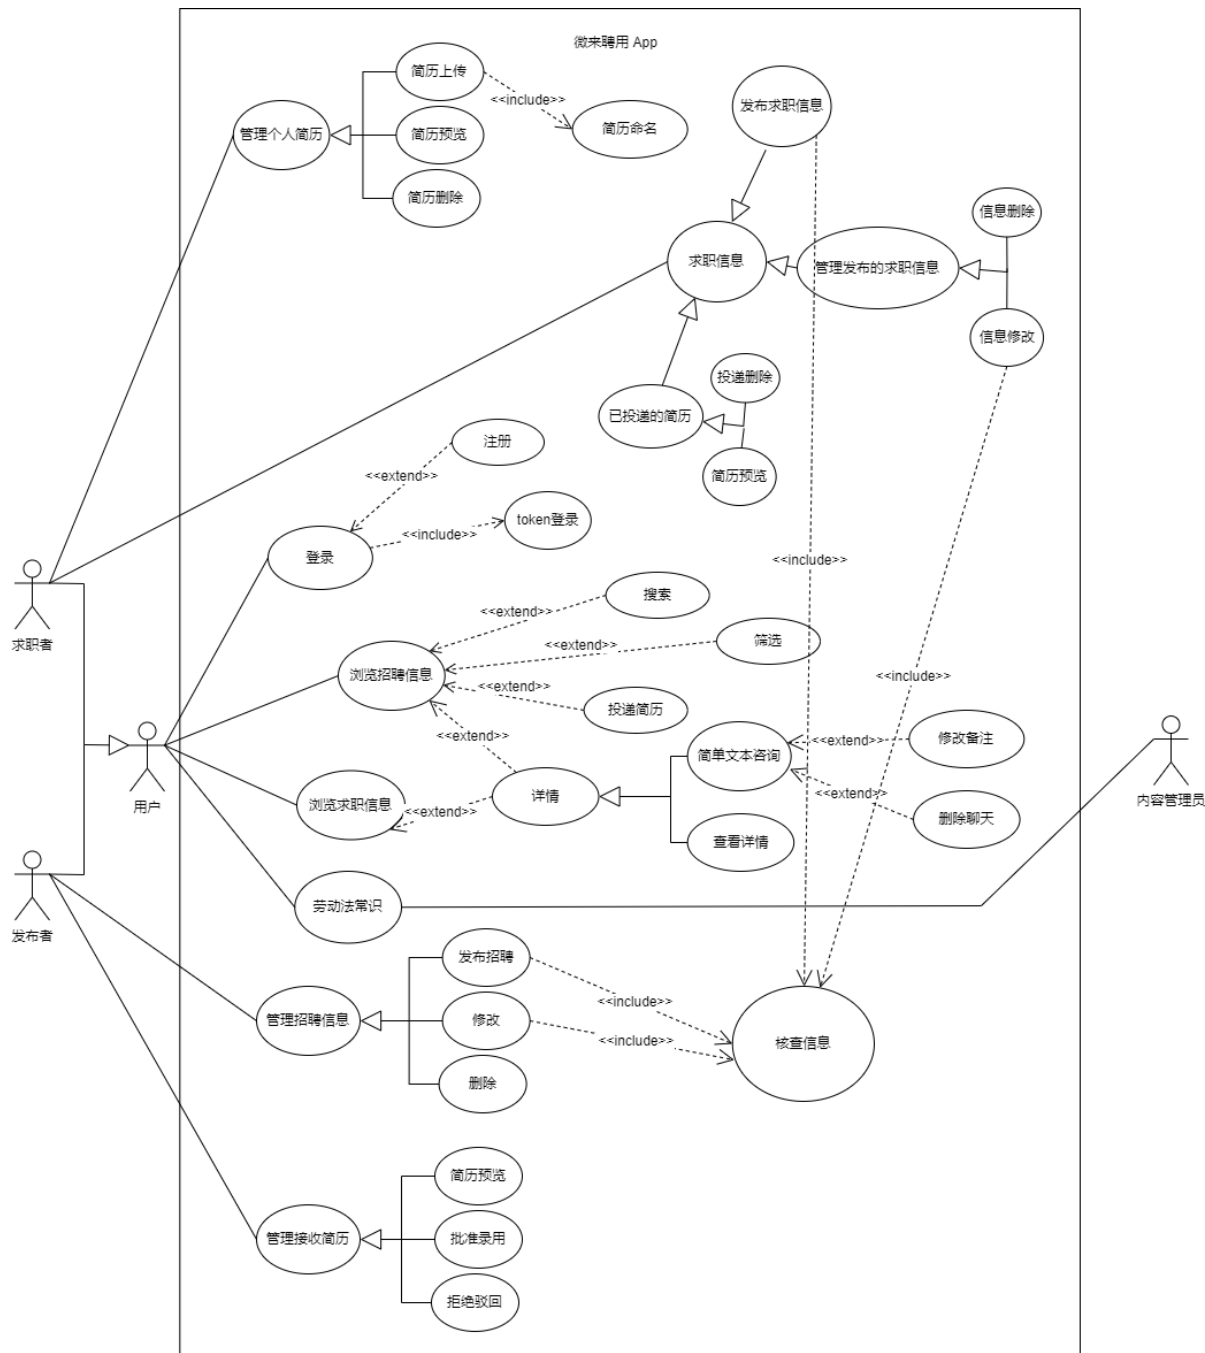 微来聘用 App
简历上传
<<include>>
发布求职信息
管理个人简历
简历预览
简历命名
简历删除
信息删除
求职信息
管理发布的求职信息
信息修改
投递删除
已投递的简历
注册
<<extend>>
简历预览
token登录
<<include>>
登录
<<include>>
求职者
搜索
<<extend>>
筛选
<<extend>>
浏览招聘信息
<<include>>
<<extend>>
投递简历
<<extend>>
简单文本咨询
<<extend>>
修改备注
用户
浏览求职信息
<<extend>>
详情
<<extend>>
内容管理员
删除聊天
查看详情
劳动法常识
发布者
发布招聘
<<include>>
管理招聘信息
修改
<<include>>
核查信息
删除
简历预览
管理接收简历
批准录用
拒绝驳回